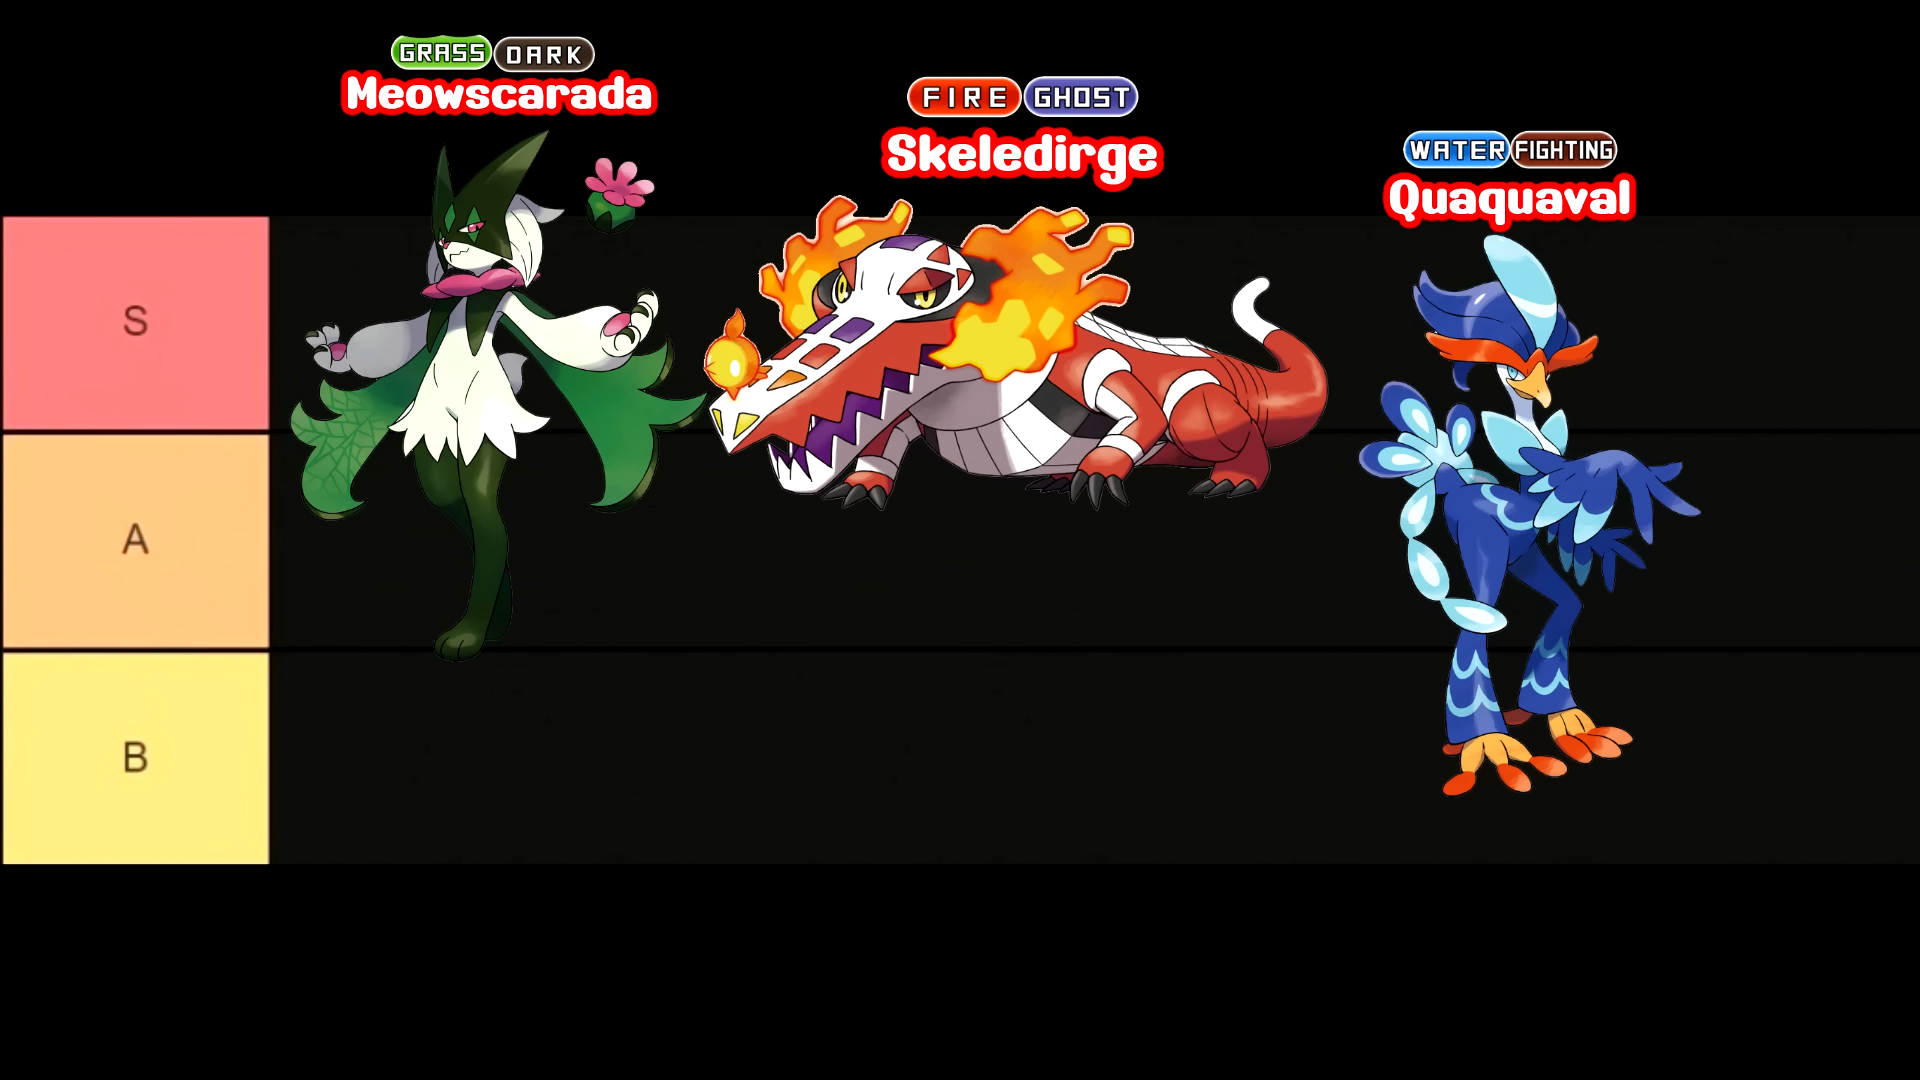 GRASS DARK
Meowscarada
FIRE GHOST
Skeledirge
WATER FIGHTING
Quaquaval
S
A
B